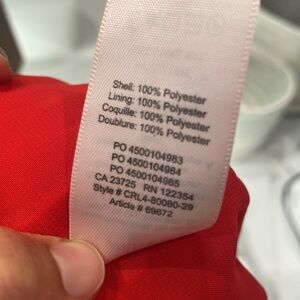 Shell: 100% Polyester
Lining: 100% Polyester
Coquille: 100% Polyester
Doublure: 100% Polyester
PO 4500104983
PO 4500104984
PO 4500104985
CA 23725 RN 122354
Style # CRL4-80080-29
Article # 69672